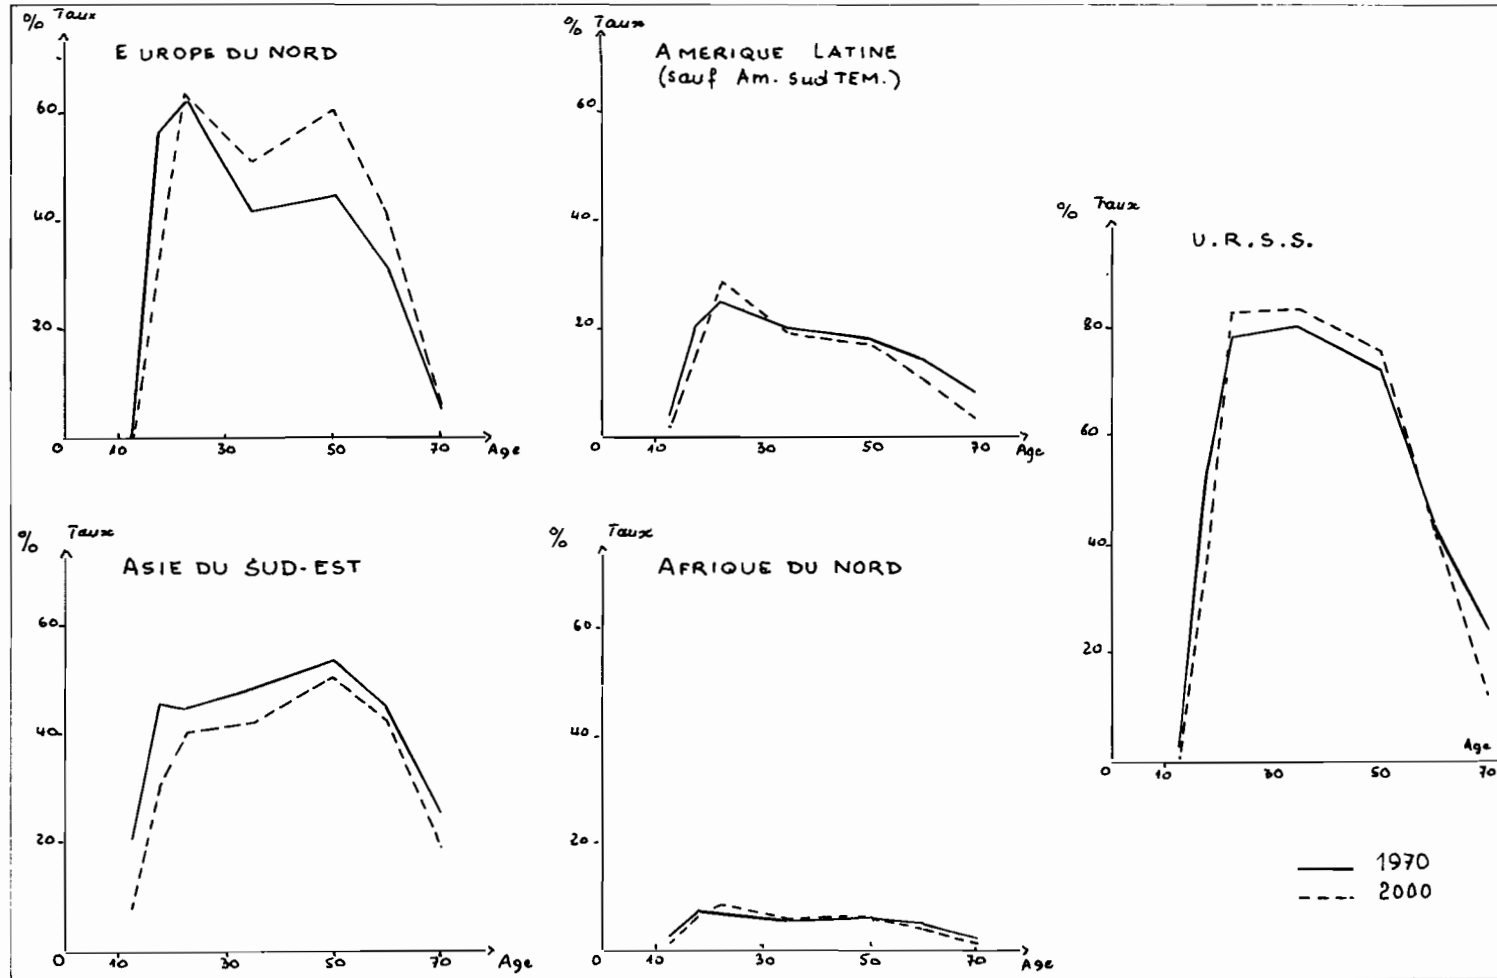 % Taux
EUROPE DU NORD
60
40
20
0 10 30 50 70 Age
% Taux
AMERIQUE LATINE
(sauf Am. sud TEM.)
60
40
20
0 10 30 50 70 Age
% Taux
U.R.S.S.
80
60
40
20
Age
0 10 30 50 70
% Taux
ASIE DU SUD-EST
60
40
20
0 10 30 50 70 Age
% Taux
AFRIQUE DU NORD
60
40
20
0 10 30 50 70 Age
1970
2000